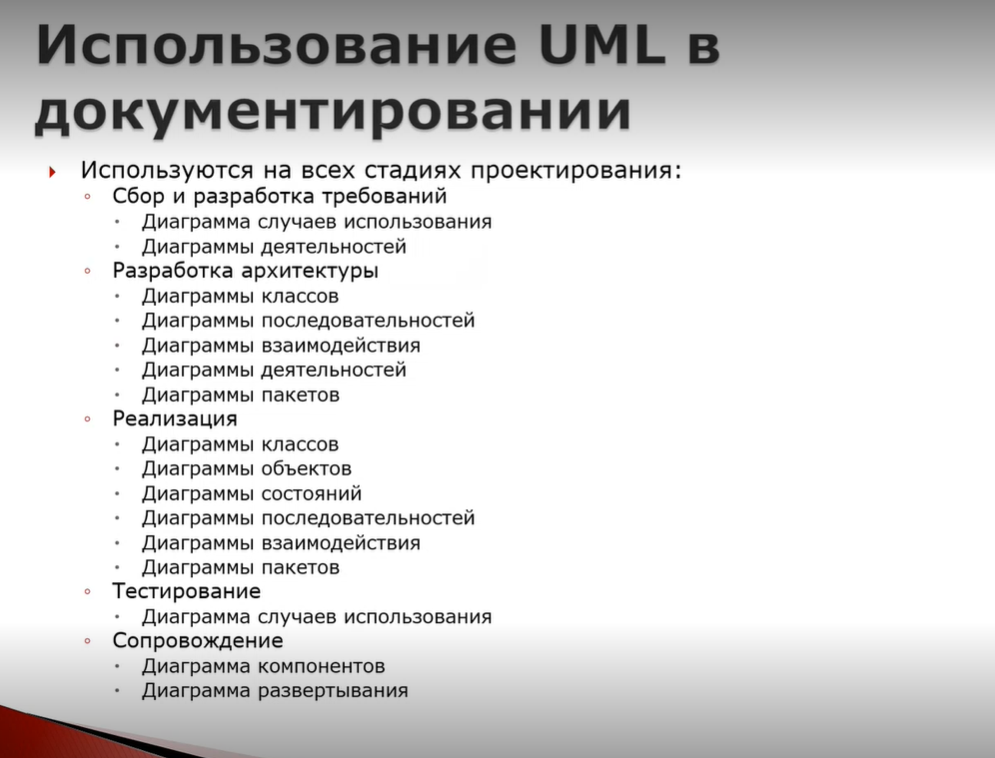 Использование UML в
документировании
Используются на всех стадиях проектирования:
Сбор и разработка требований
Диаграмма случаев использования
Диаграммы деятельностей
Разработка архитектуры
Диаграммы классов
Диаграммы последовательностей
Диаграммы взаимодействия
Диаграммы деятельностей
Диаграммы пакетов
Реализация
Диаграммы классов
Диаграммы объектов
Диаграммы состояний
Диаграммы последовательностей
Диаграммы взаимодействия
Диаграммы пакетов
Тестирование
Диаграмма случаев использования
Сопровождение
Диаграмма компонентов
Диаграмма развертывания